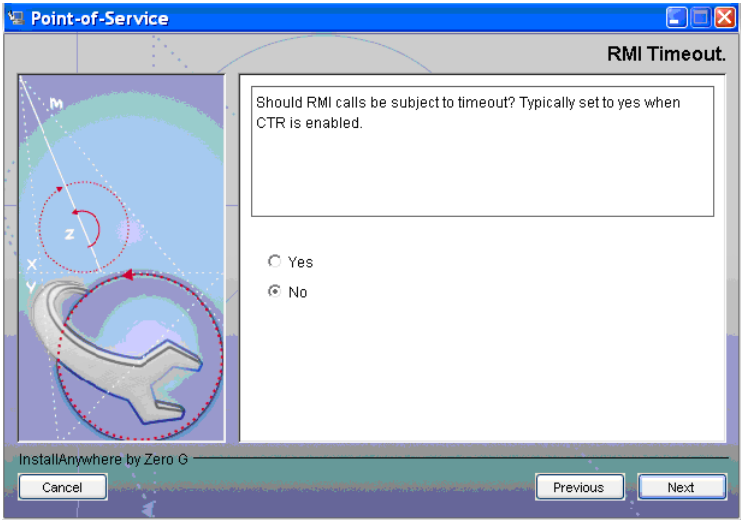 Point-of-Service
RMI Timeout.
M
Z
X
Y
Should RMI calls be subject to timeout? Typically set to yes when
CTR is enabled.
Yes
No
InstallAnywhere by Zero G
Cancel
Previous
Next